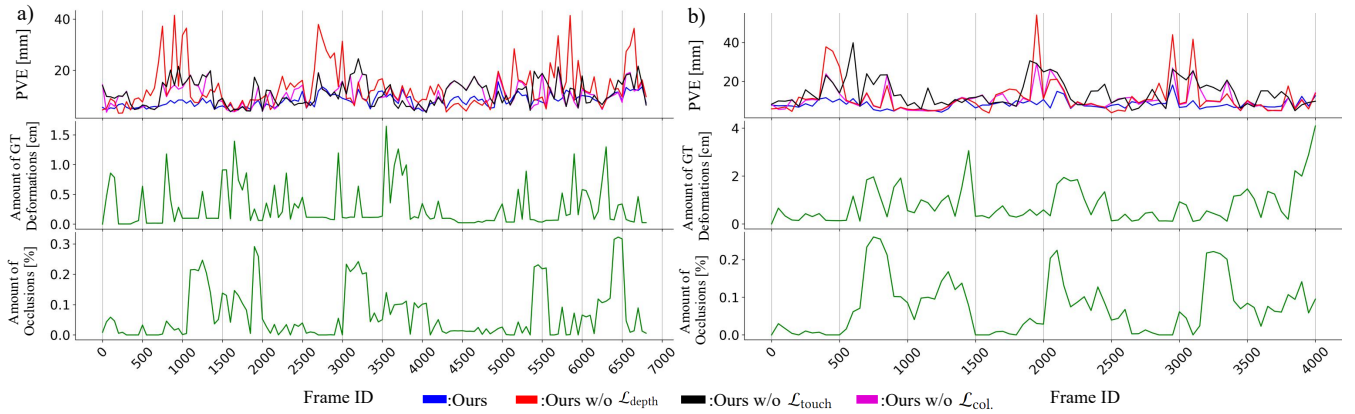 a)
PVE [mm]
40
20
Amount of GT
Deformations [cm]
1.5
1.0
0.5
0.0
Amount of
Occlusions [%]
0.3
0.2
0.1
0.0
0 500 1000 1500 2000 2500 3000 3500 4000 4500 5000 5500 6000 6500 7000
Frame ID
b)
PVE [mm]
40
20
Amount of GT
Deformations [cm]
4
2
0
Amount of
Occlusions [%]
0.2
0.1
0.0
0 500 1000 1500 2000 2500 3000 3500 4000
Frame ID
:Ours :Ours w/o ℒdepth :Ours w/o ℒtouch :Ours w/o ℒcol.